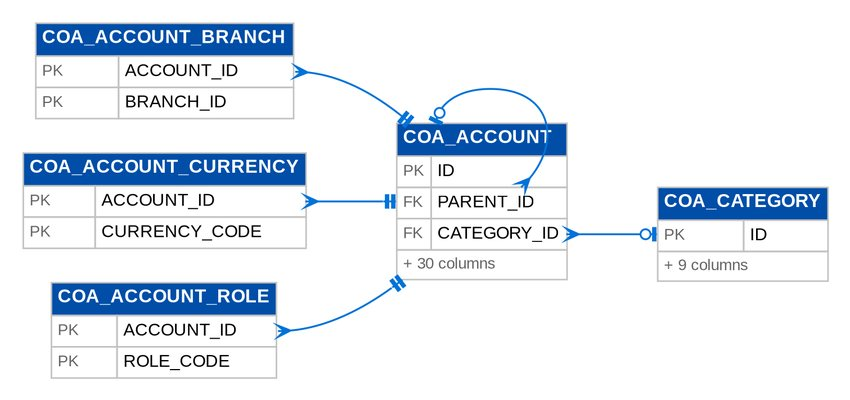 COA_ACCOUNT_BRANCH
PK ACCOUNT_ID
PK BRANCH_ID
COA_ACCOUNT_CURRENCY
PK ACCOUNT_ID
PK CURRENCY_CODE
COA_ACCOUNT_ROLE
PK ACCOUNT_ID
PK ROLE_CODE
COA_ACCOUNT
PK ID
FK PARENT_ID
FK CATEGORY_ID
+ 30 columns
COA_CATEGORY
PK ID
+ 9 columns